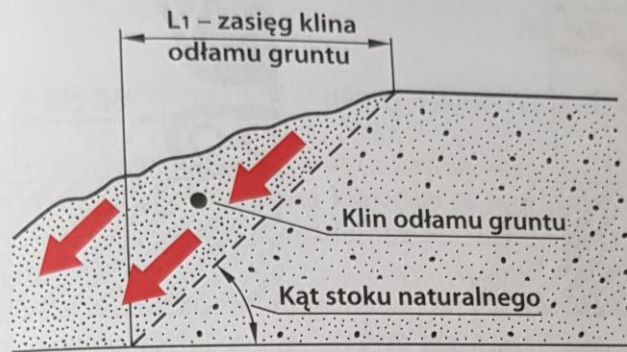 L1 – zasięg klina
odłamu gruntu
Klin odłamu gruntu
Kąt stoku naturalnego